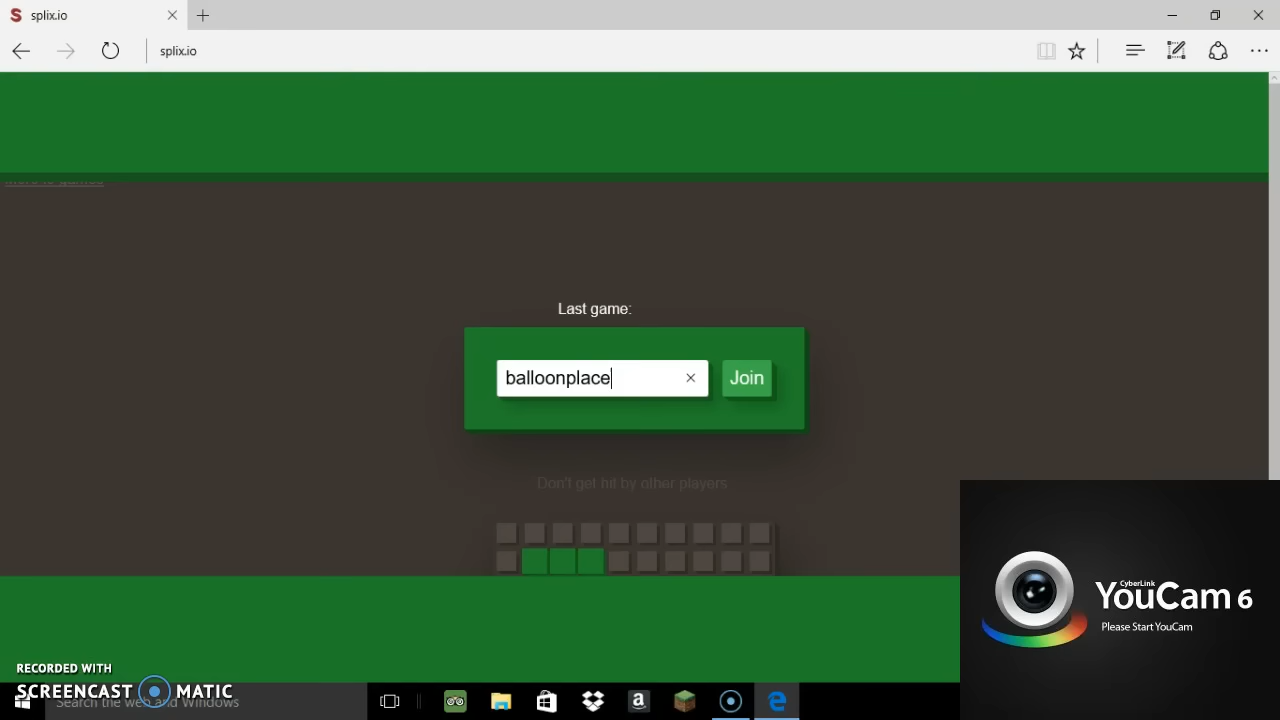 splix.io
splix.io
Last game:
balloonplace
Join
Don't get hit by other players
CyberLink
YouCam 6
Please Start YouCam
RECORDED WITH
SCREENCAST MATIC
Search the web and Windows